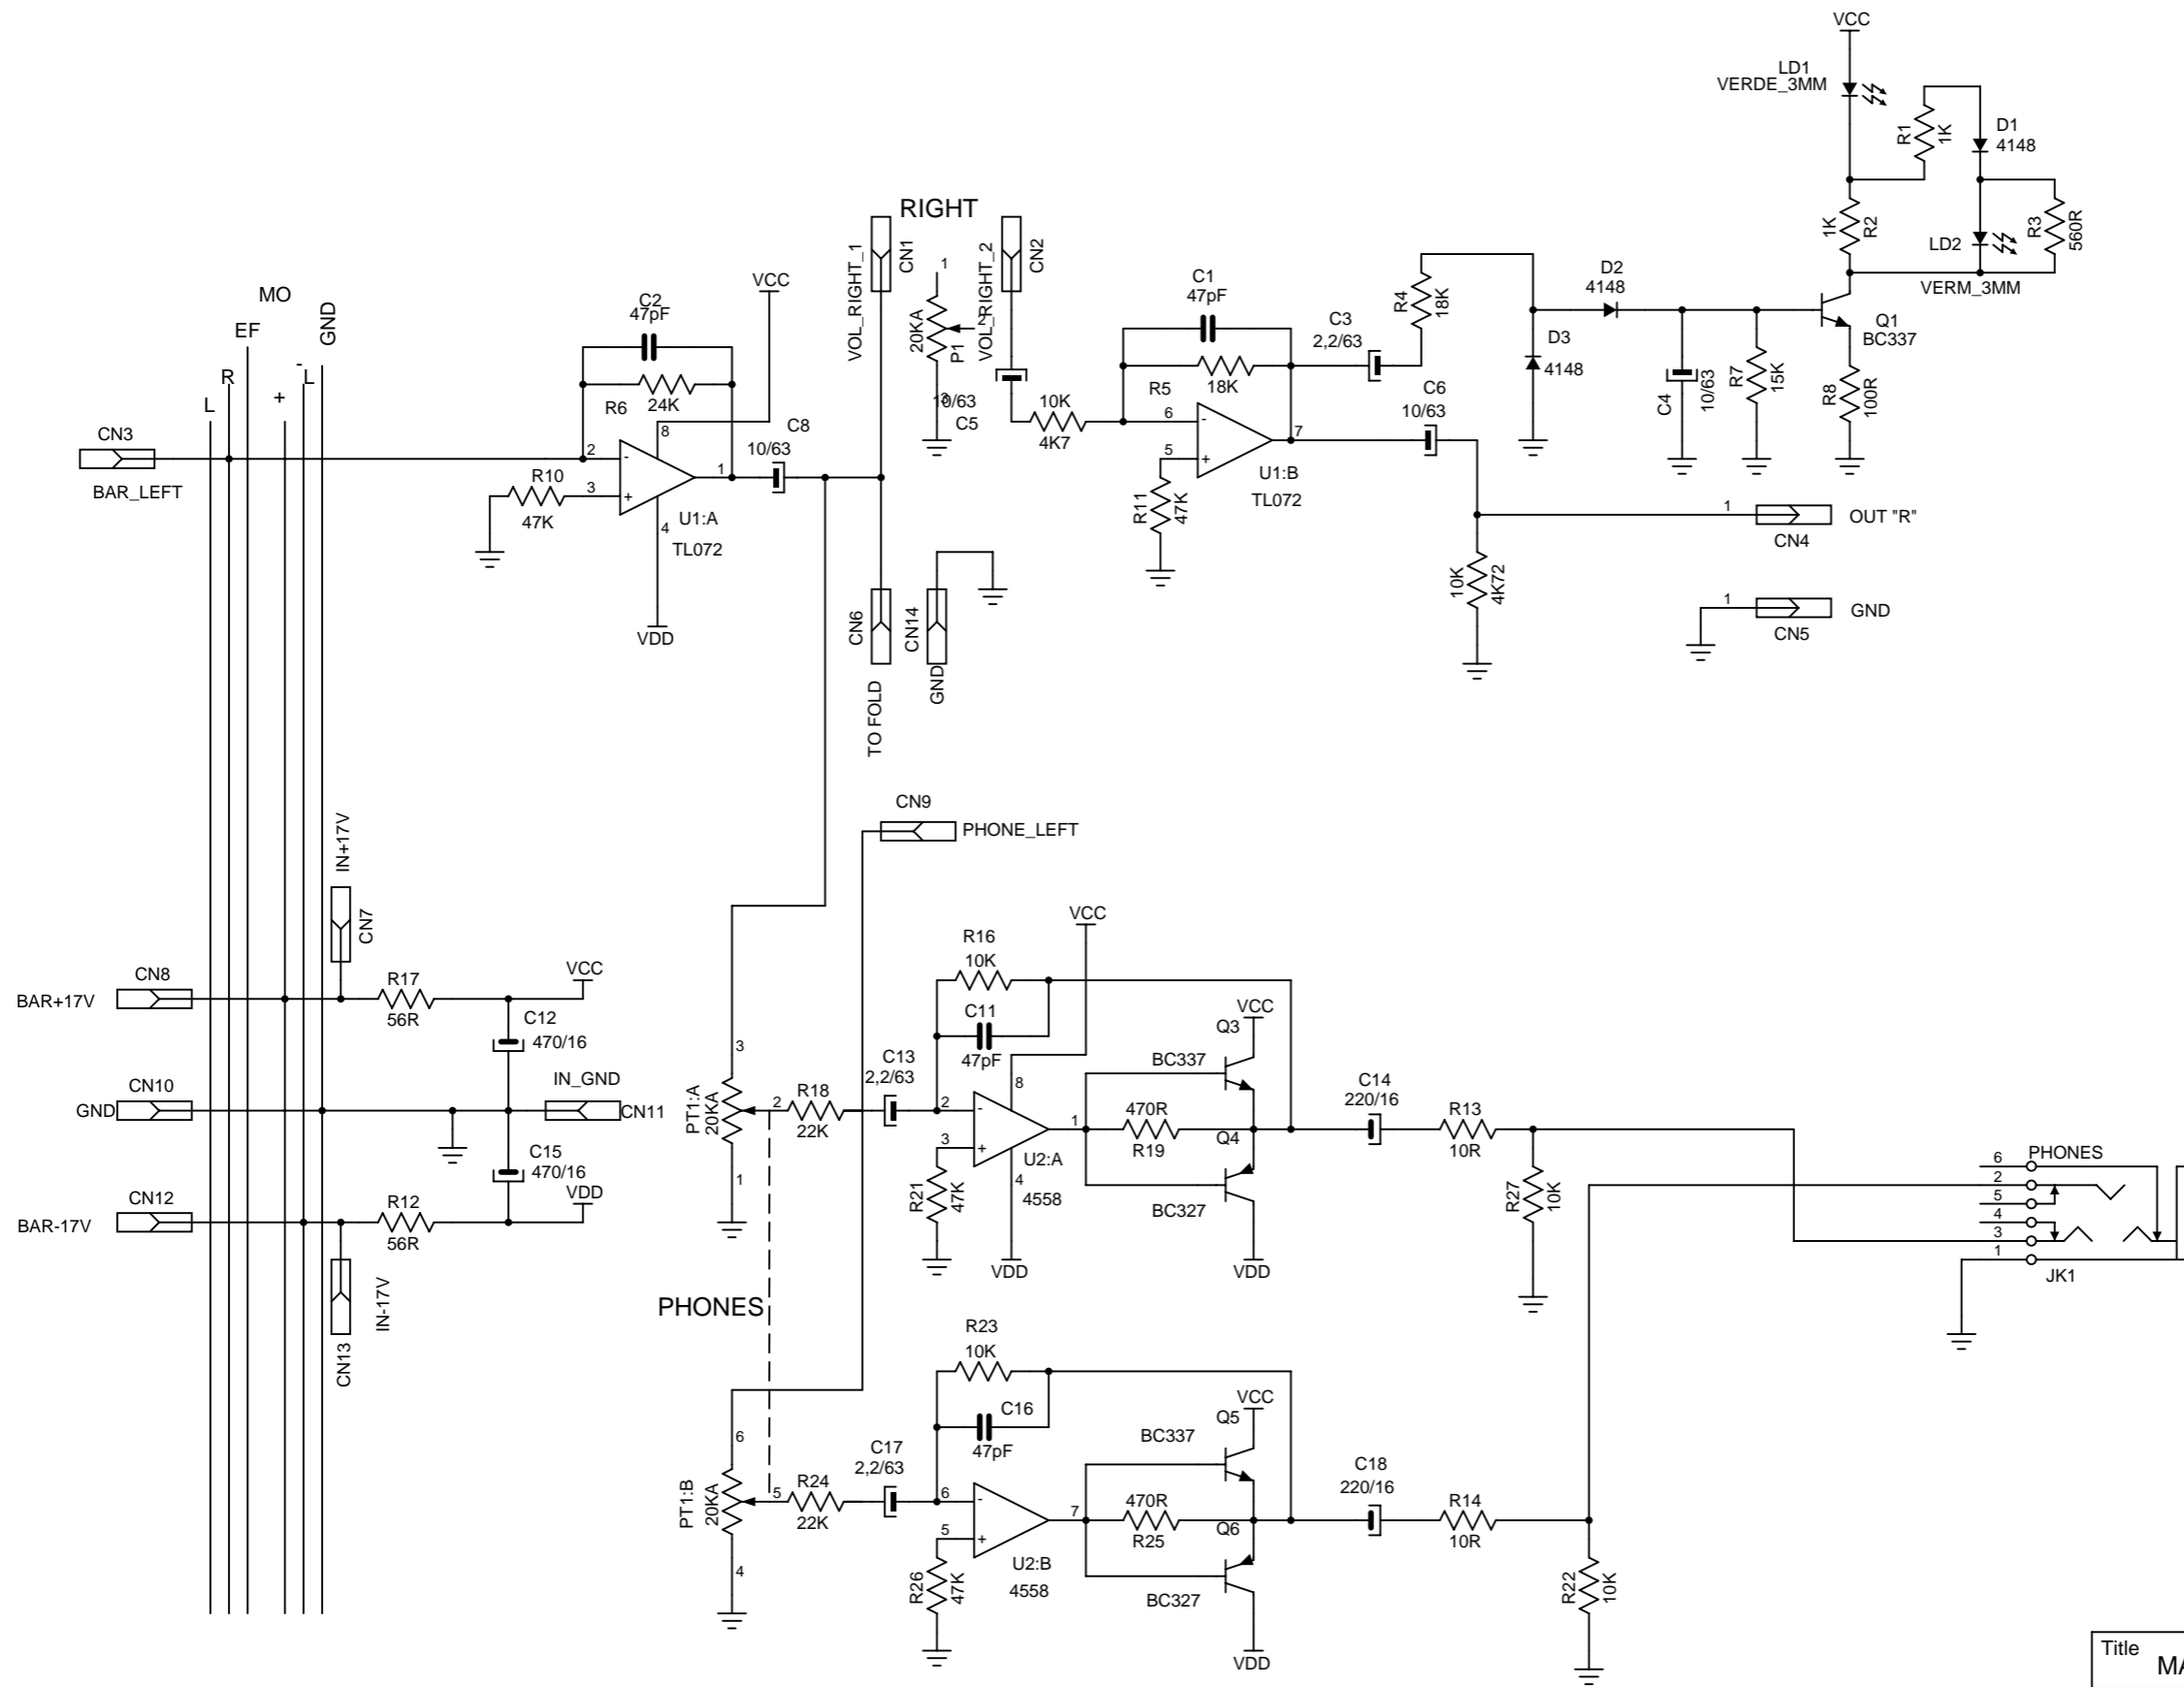 VCC
LD1
VERDE_3MM
R1
1K
D1
4148
1K
R2
LD2
R3
560R
VERM_3MM
RIGHT
VOL_RIGHT_1
CN1
1
20KA
2
P1
3
VOL_RIGHT_2
CN2
10/63
C5
10K
4K7
C1
47pF
R5
18K
6
-
5
+
7
U1:B
TL072
R11
47K
C3
2,2/63
R4
18K
D2
4148
D3
4148
C4
10/63
R7
15K
Q1
BC337
R8
100R
C6
10/63
10K
4K72
1
OUT "R"
CN4
1
GND
CN5
MO
L
R
EF
+
-
L
GND
CN3
BAR_LEFT
C2
47pF
R6
24K
VCC
2
-
8
1
3
+
4
R10
47K
U1:A
TL072
VDD
C8
10/63
CN6
TO FOLD
CN14
GND
CN9
PHONE_LEFT
IN+17V
CN7
CN8
BAR+17V
R17
56R
VCC
C12
470/16
CN10
GND
IN_GND
CN11
C15
470/16
CN12
BAR-17V
R12
56R
VDD
CN13
IN-17V
3
PT1:A
20KA
2
1
R18
22K
C13
2,2/63
R16
10K
C11
47pF
VCC
2
-
8
3
+
1
4
U2:A
4558
R21
47K
VDD
VCC
Q3
BC337
470R
R19
Q4
BC327
VDD
C14
220/16
R13
10R
R27
10K
PHONES
6
2
5
4
3
1
JK1
PHONES
6
PT1:B
20KA
5
4
R24
22K
C17
2,2/63
R23
10K
C16
47pF
6
-
5
+
7
U2:B
4558
R26
47K
VCC
Q5
BC337
470R
R25
Q6
BC327
VDD
C18
220/16
R14
10R
R22
10K
Title
MA